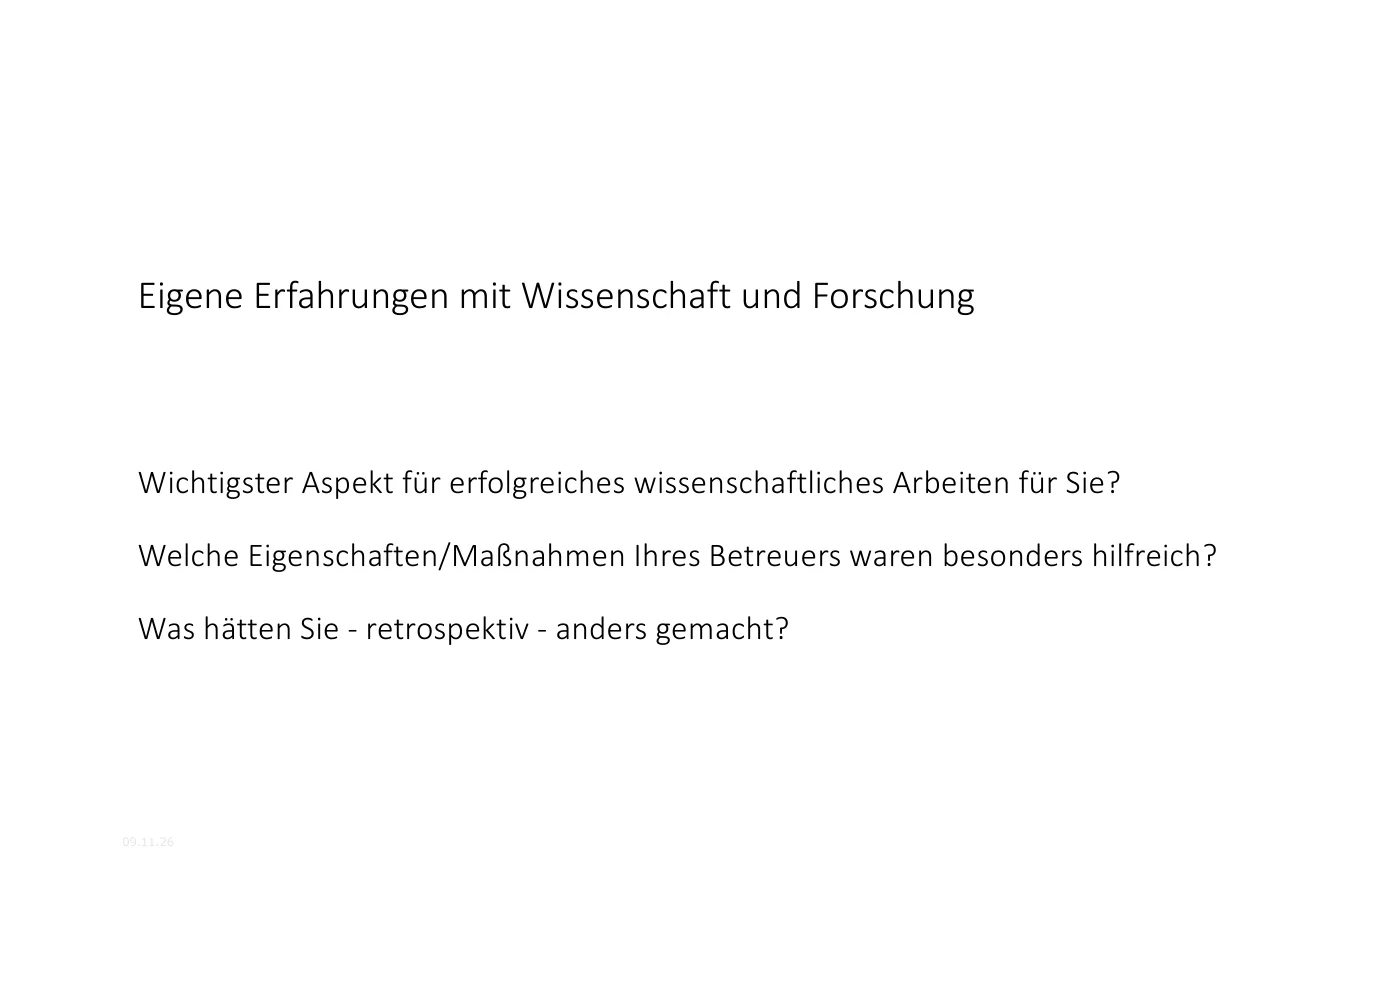 Eigene Erfahrungen mit Wissenschaft und Forschung
Wichtigster Aspekt für erfolgreiches wissenschaftliches Arbeiten für Sie?
Welche Eigenschaften/Maßnahmen Ihres Betreuers waren besonders hilfreich?
Was hätten Sie - retrospektiv - anders gemacht?
09.11.26